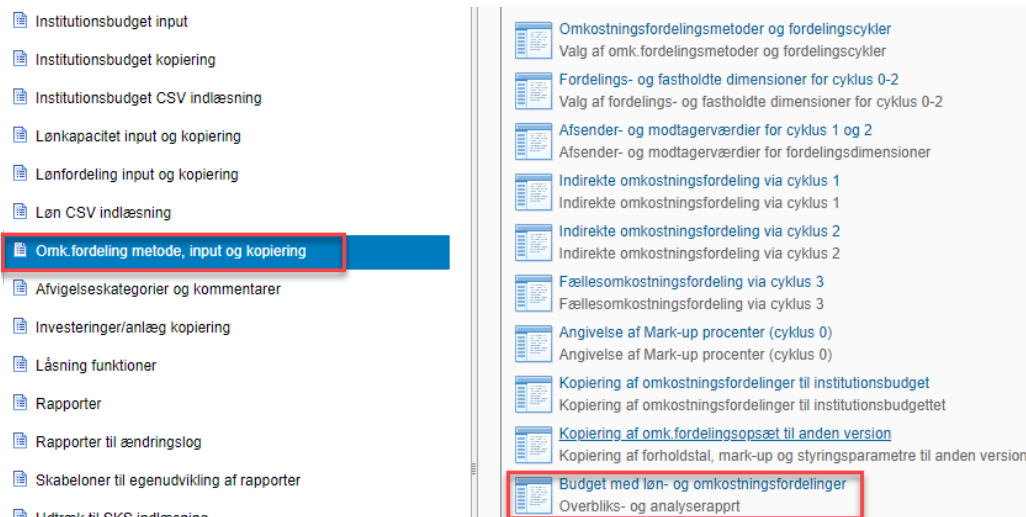 Institutionsbudget input
Institutionsbudget kopiering
Institutionsbudget CSV indlæsning
Lønkapacitet input og kopiering
Lønfordeling input og kopiering
Løn CSV indlæsning
Omk.fordeling metode, input og kopiering
Afvigelseskategorier og kommentarer
Investeringer/anlæg kopiering
Låsning funktioner
Rapporter
Rapporter til ændringslog
Skabeloner til egenudvikling af rapporter
Udtræk til SKS indlæsning
Omkostningsfordelingsmetoder og fordelingscykler
Valg af omk.fordelingsmetoder og fordelingscykler
Fordelings- og fastholdte dimensioner for cyklus 0-2
Valg af fordelings- og fastholdte dimensioner for cyklus 0-2
Afsender- og modtagerværdier for cyklus 1 og 2
Afsender- og modtagerværdier for fordelingsdimensioner
Indirekte omkostningsfordeling via cyklus 1
Indirekte omkostningsfordeling via cyklus 1
Indirekte omkostningsfordeling via cyklus 2
Indirekte omkostningsfordeling via cyklus 2
Fællesomkostningsfordeling via cyklus 3
Fællesomkostningsfordeling via cyklus 3
Angivelse af Mark-up procenter (cyklus 0)
Angivelse af Mark-up procenter (cyklus 0)
Kopiering af omkostningsfordelinger til institutionsbudget
Kopiering af omkostningsfordelinger til institutionsbudgettet
Kopiering af omk.fordelingsopsæt til anden version
Kopiering af forholdstal, mark-up og styringsparametre til anden version
Budget med løn- og omkostningsfordelinger
Overbliks- og analyserapprt